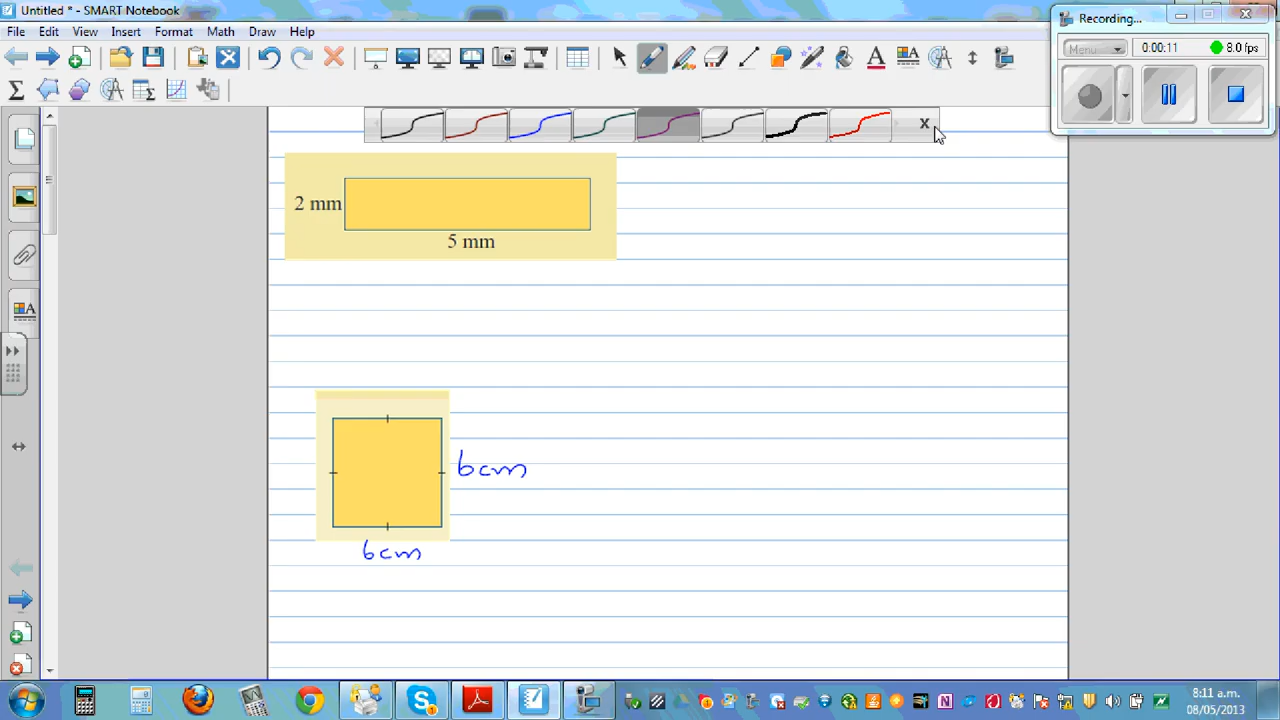 Untitled * - SMART Notebook
File Edit View Insert Format Math Draw Help
Recording...
Menu 0:00:11 8.0 fps
x
2 mm
5 mm
6cm
6cm
8:11 a.m.
08/05/2013